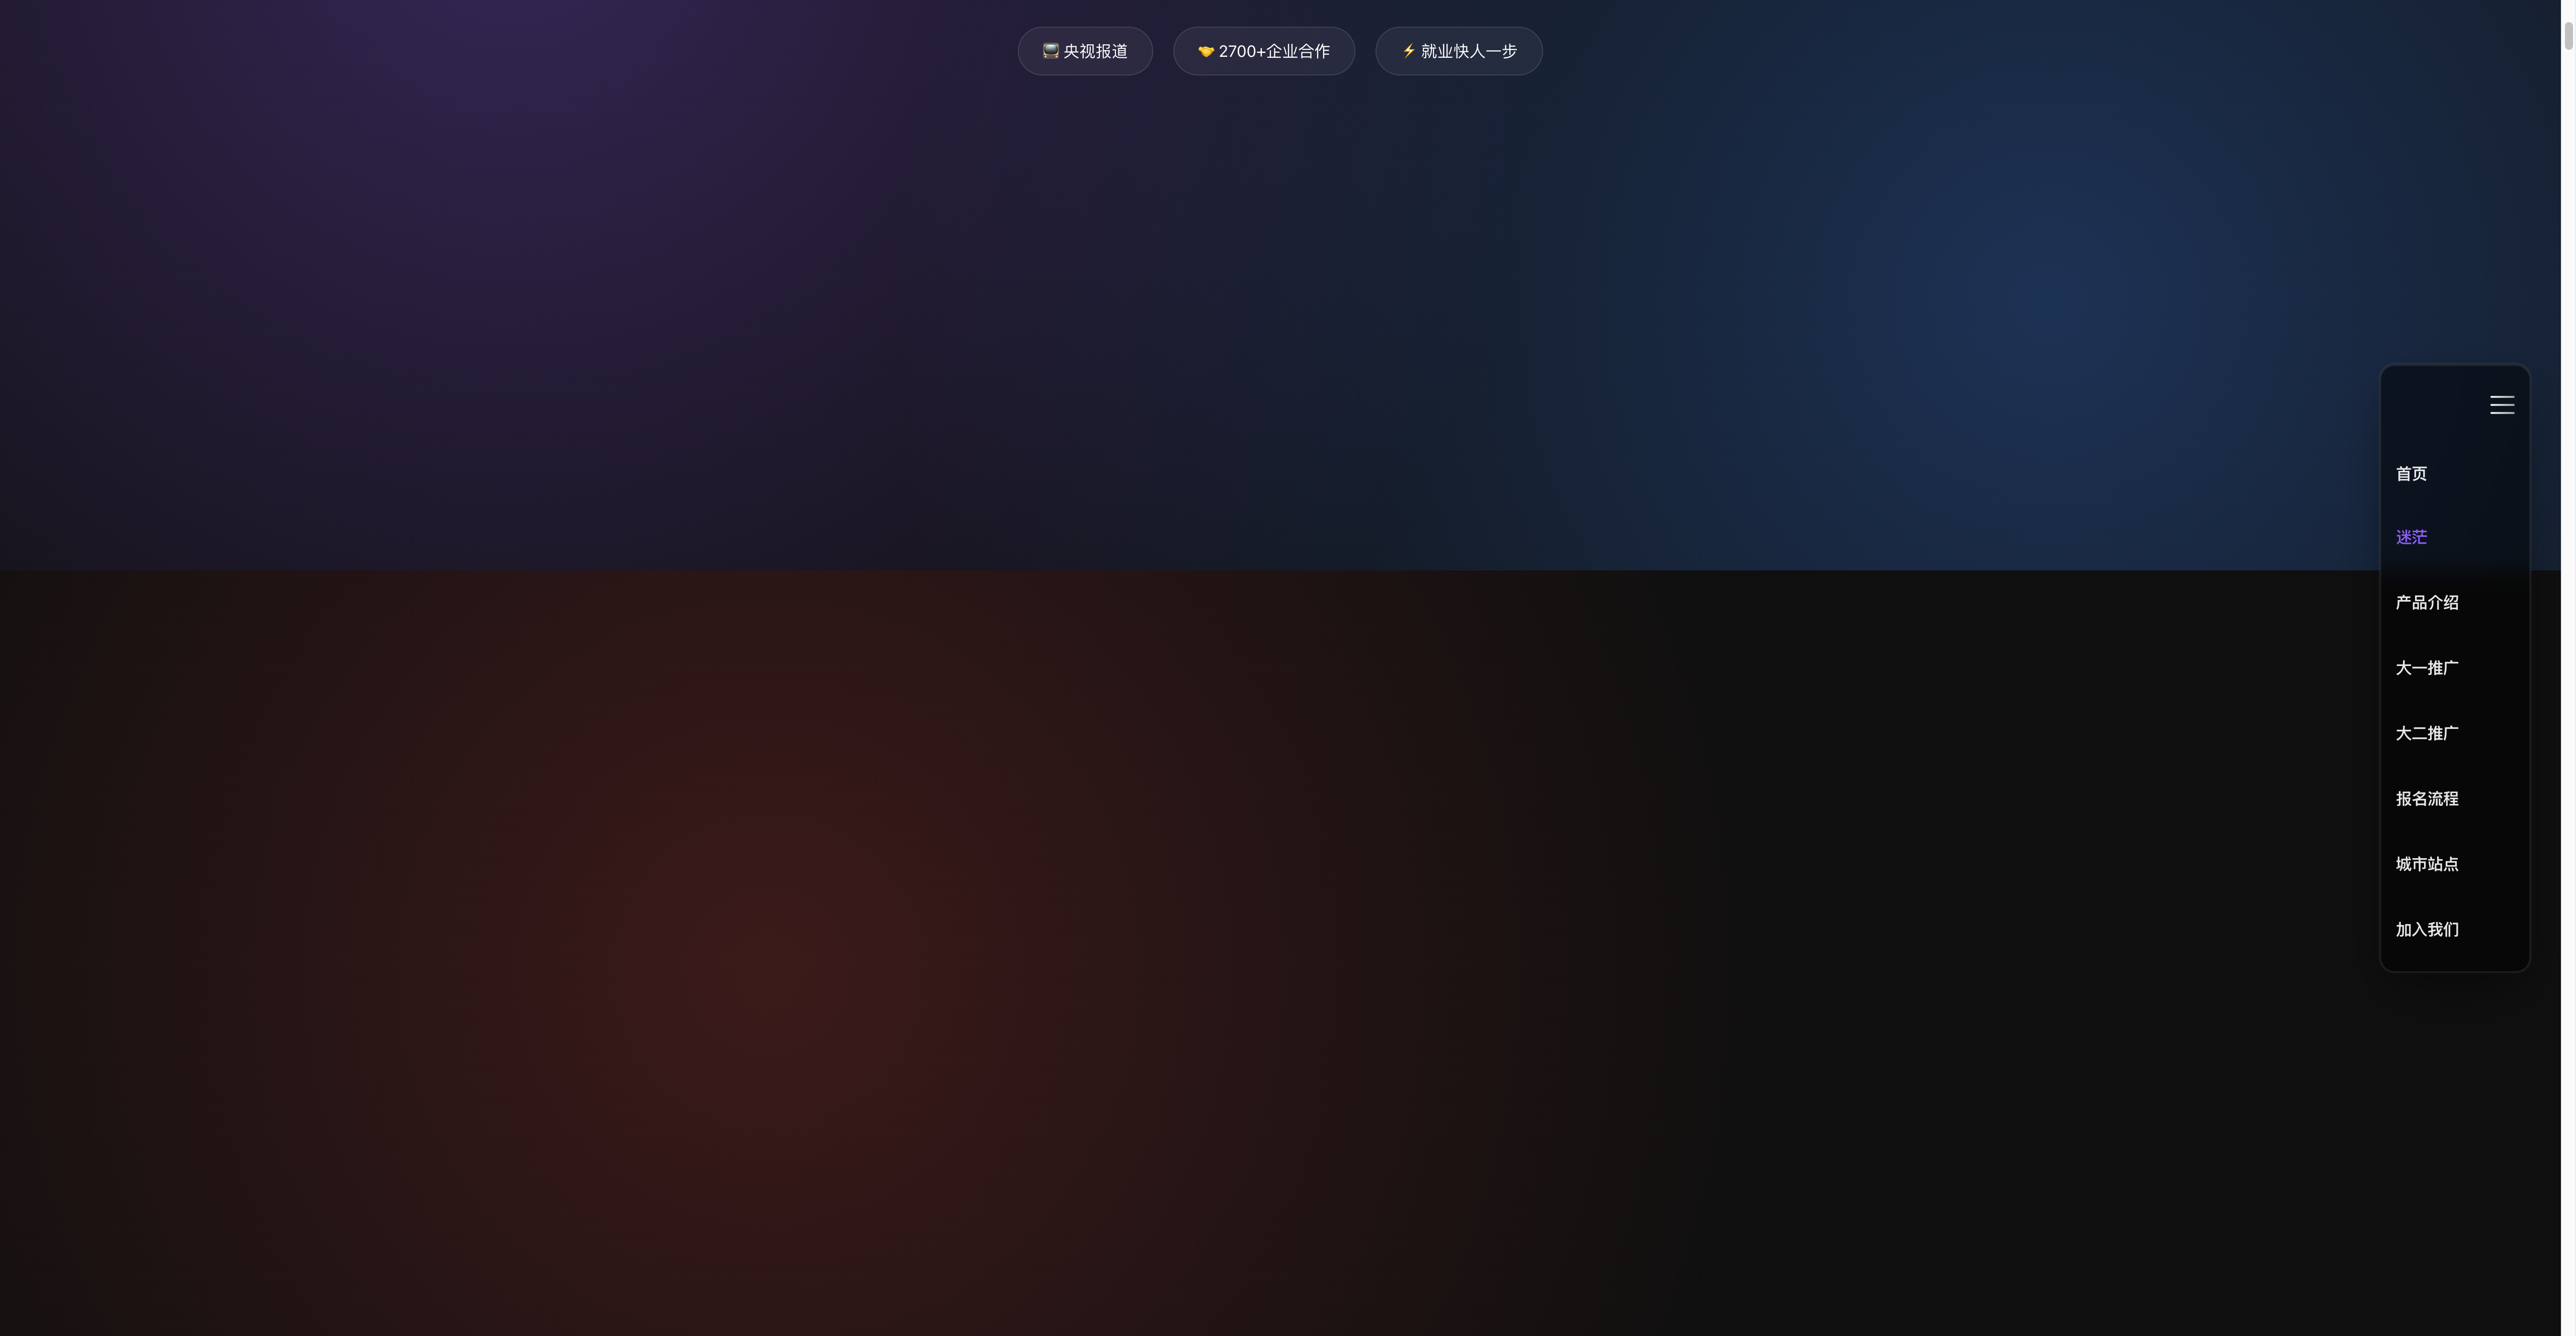 📺 央视报道
🤝 2700+企业合作
⚡ 就业快人一步
首页
迷茫
产品介绍
大一推广
大二推广
报名流程
城市站点
加入我们